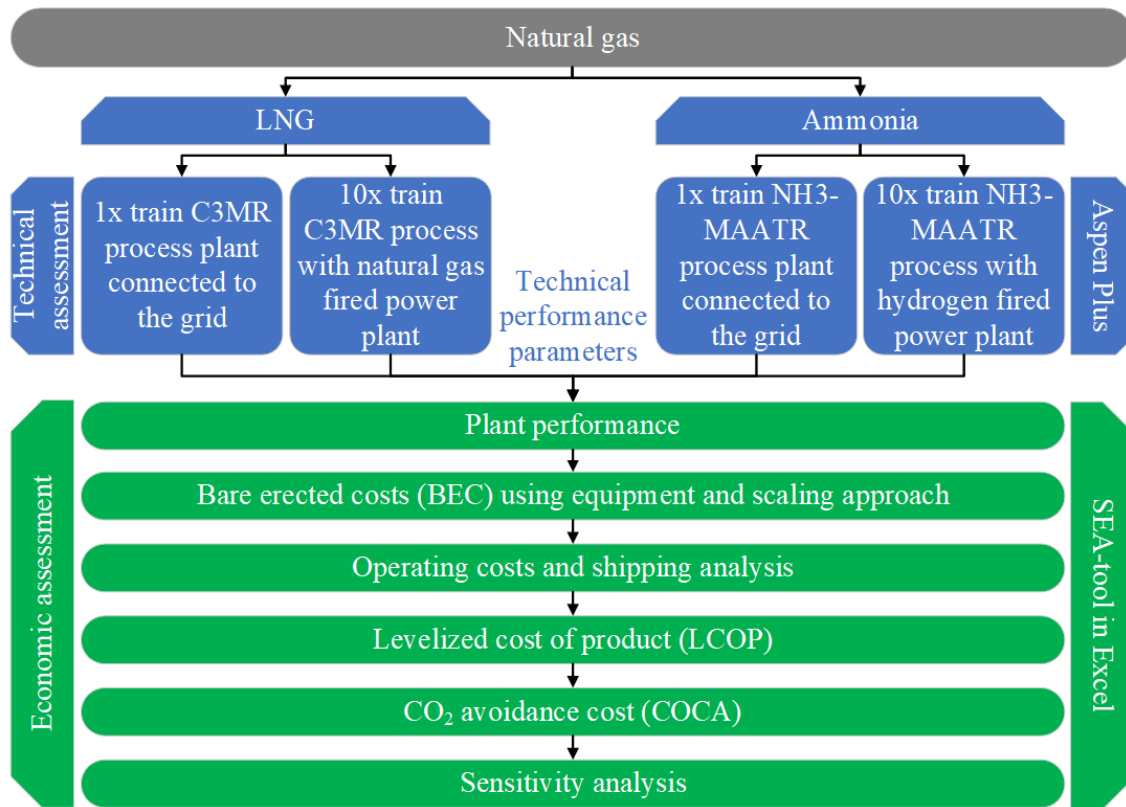 Natural gas
LNG
Ammonia
Technical
assessment
1x train C3MR
process plant
connected to
the grid
10x train
C3MR process
with natural gas
fired power
plant
Technical
performance
parameters
1x train NH3-
MAATR
process plant
connected to
the grid
10x train NH3-
MAATR
process with
hydrogen fired
power plant
Aspen Plus
Economic assessment
Plant performance
Bare erected costs (BEC) using equipment and scaling approach
Operating costs and shipping analysis
Levelized cost of product (LCOP)
CO₂ avoidance cost (COCA)
Sensitivity analysis
SEA-tool in Excel